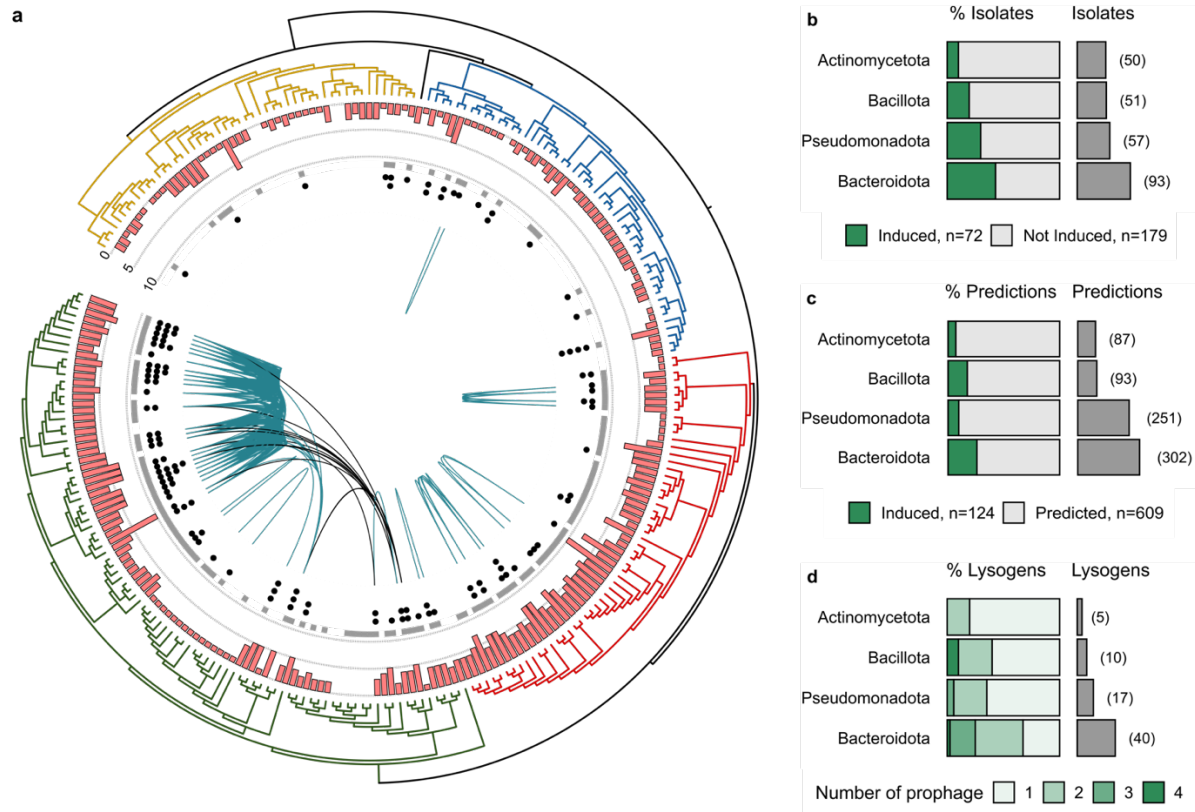 a
0
5
10
b
% Isolates Isolates
Actinomycetota (50)
Bacillota (51)
Pseudomonadota (57)
Bacteroidota (93)
Induced, n=72 Not Induced, n=179
c
% Predictions Predictions
Actinomycetota (87)
Bacillota (93)
Pseudomonadota (251)
Bacteroidota (302)
Induced, n=124 Predicted, n=609
d
% Lysogens Lysogens
Actinomycetota (5)
Bacillota (10)
Pseudomonadota (17)
Bacteroidota (40)
Number of prophage 1 2 3 4